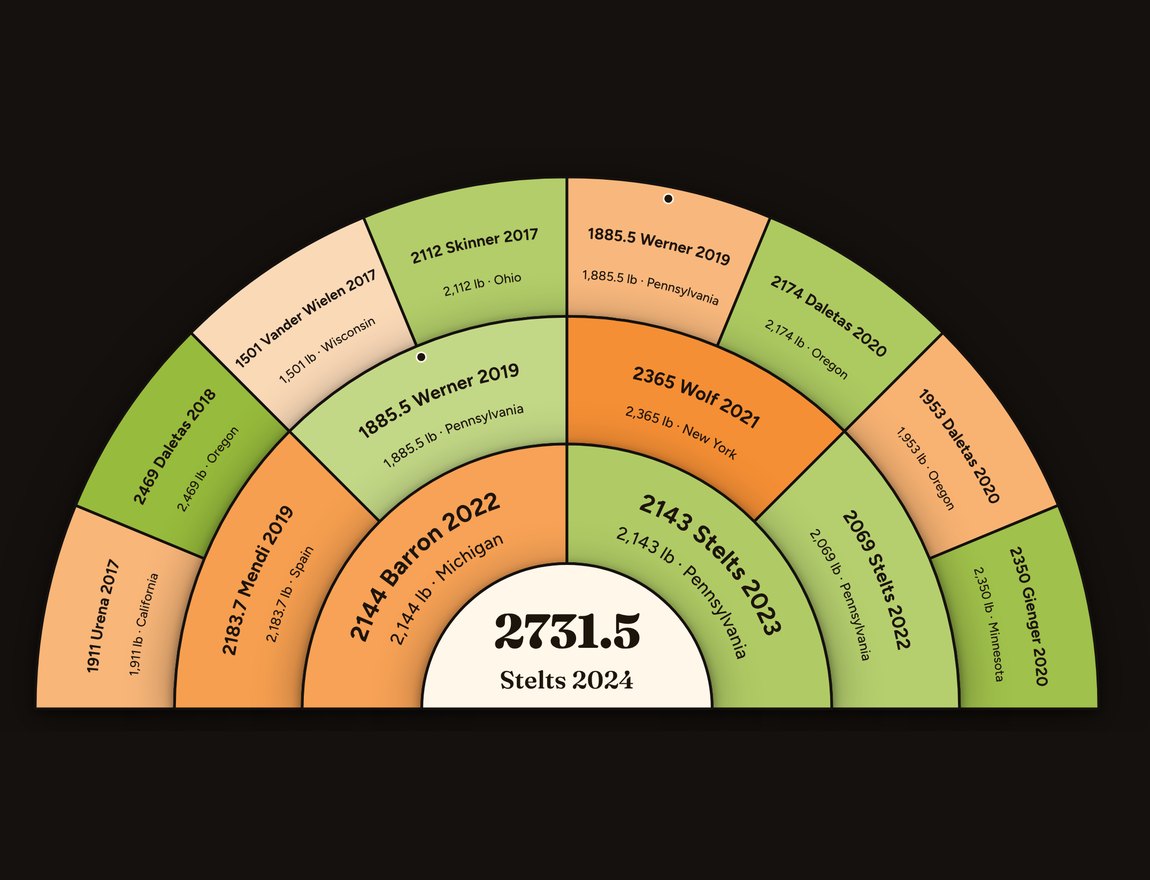 2112 Skinner 2017
2,112 lb · Ohio
1885.5 Werner 2019
1,885.5 lb · Pennsylvania
1501 Vander Wielen 2017
1,501 lb · Wisconsin
2174 Daletas 2020
2,174 lb · Oregon
2469 Daletas 2018
2,469 lb · Oregon
1953 Daletas 2020
1,953 lb · Oregon
1911 Urena 2017
1,911 lb · California
2350 Gienger 2020
2,350 lb · Minnesota
1885.5 Werner 2019
1,885.5 lb · Pennsylvania
2365 Wolf 2021
2,365 lb · New York
2183.7 Mendi 2019
2,183.7 lb · Spain
2069 Stelts 2022
2,069 lb · Pennsylvania
2144 Barron 2022
2,144 lb · Michigan
2143 Stelts 2023
2,143 lb · Pennsylvania
2731.5
Stelts 2024